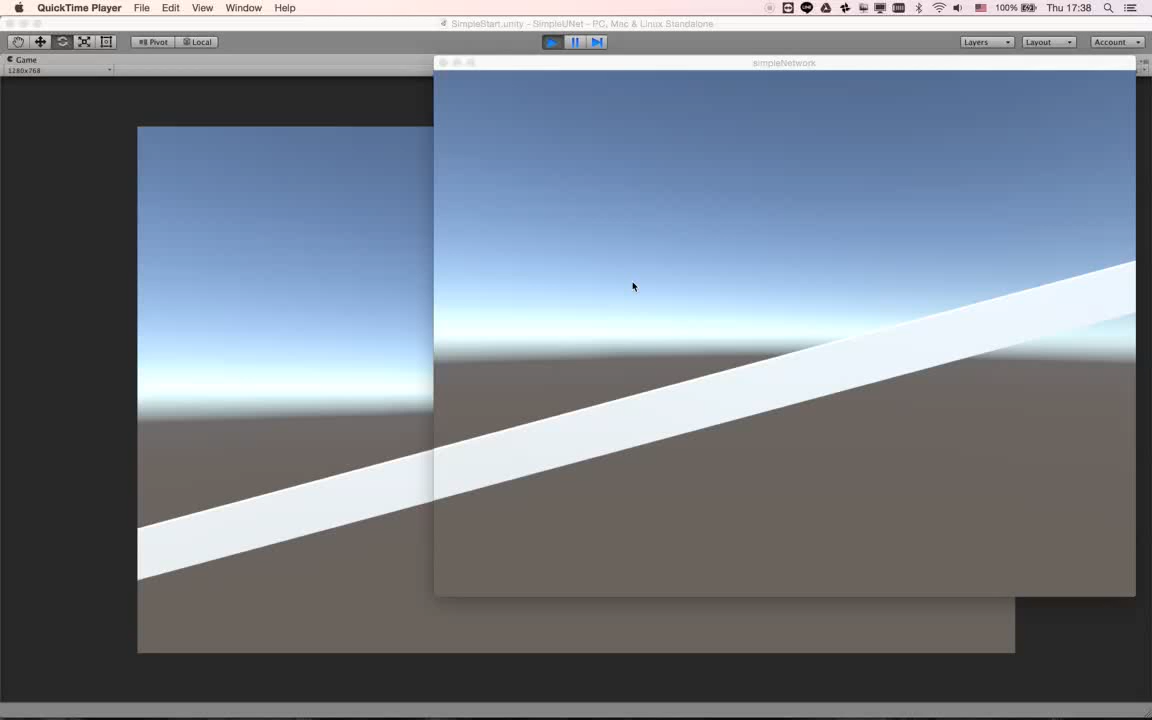 QuickTime Player File Edit View Window Help 100% Thu 17:38
SimpleStart.unity - SimpleUNet - PC, Mac & Linux Standalone
Pivot Local Layers Layout Account
Game
1280x768
simpleNetwork